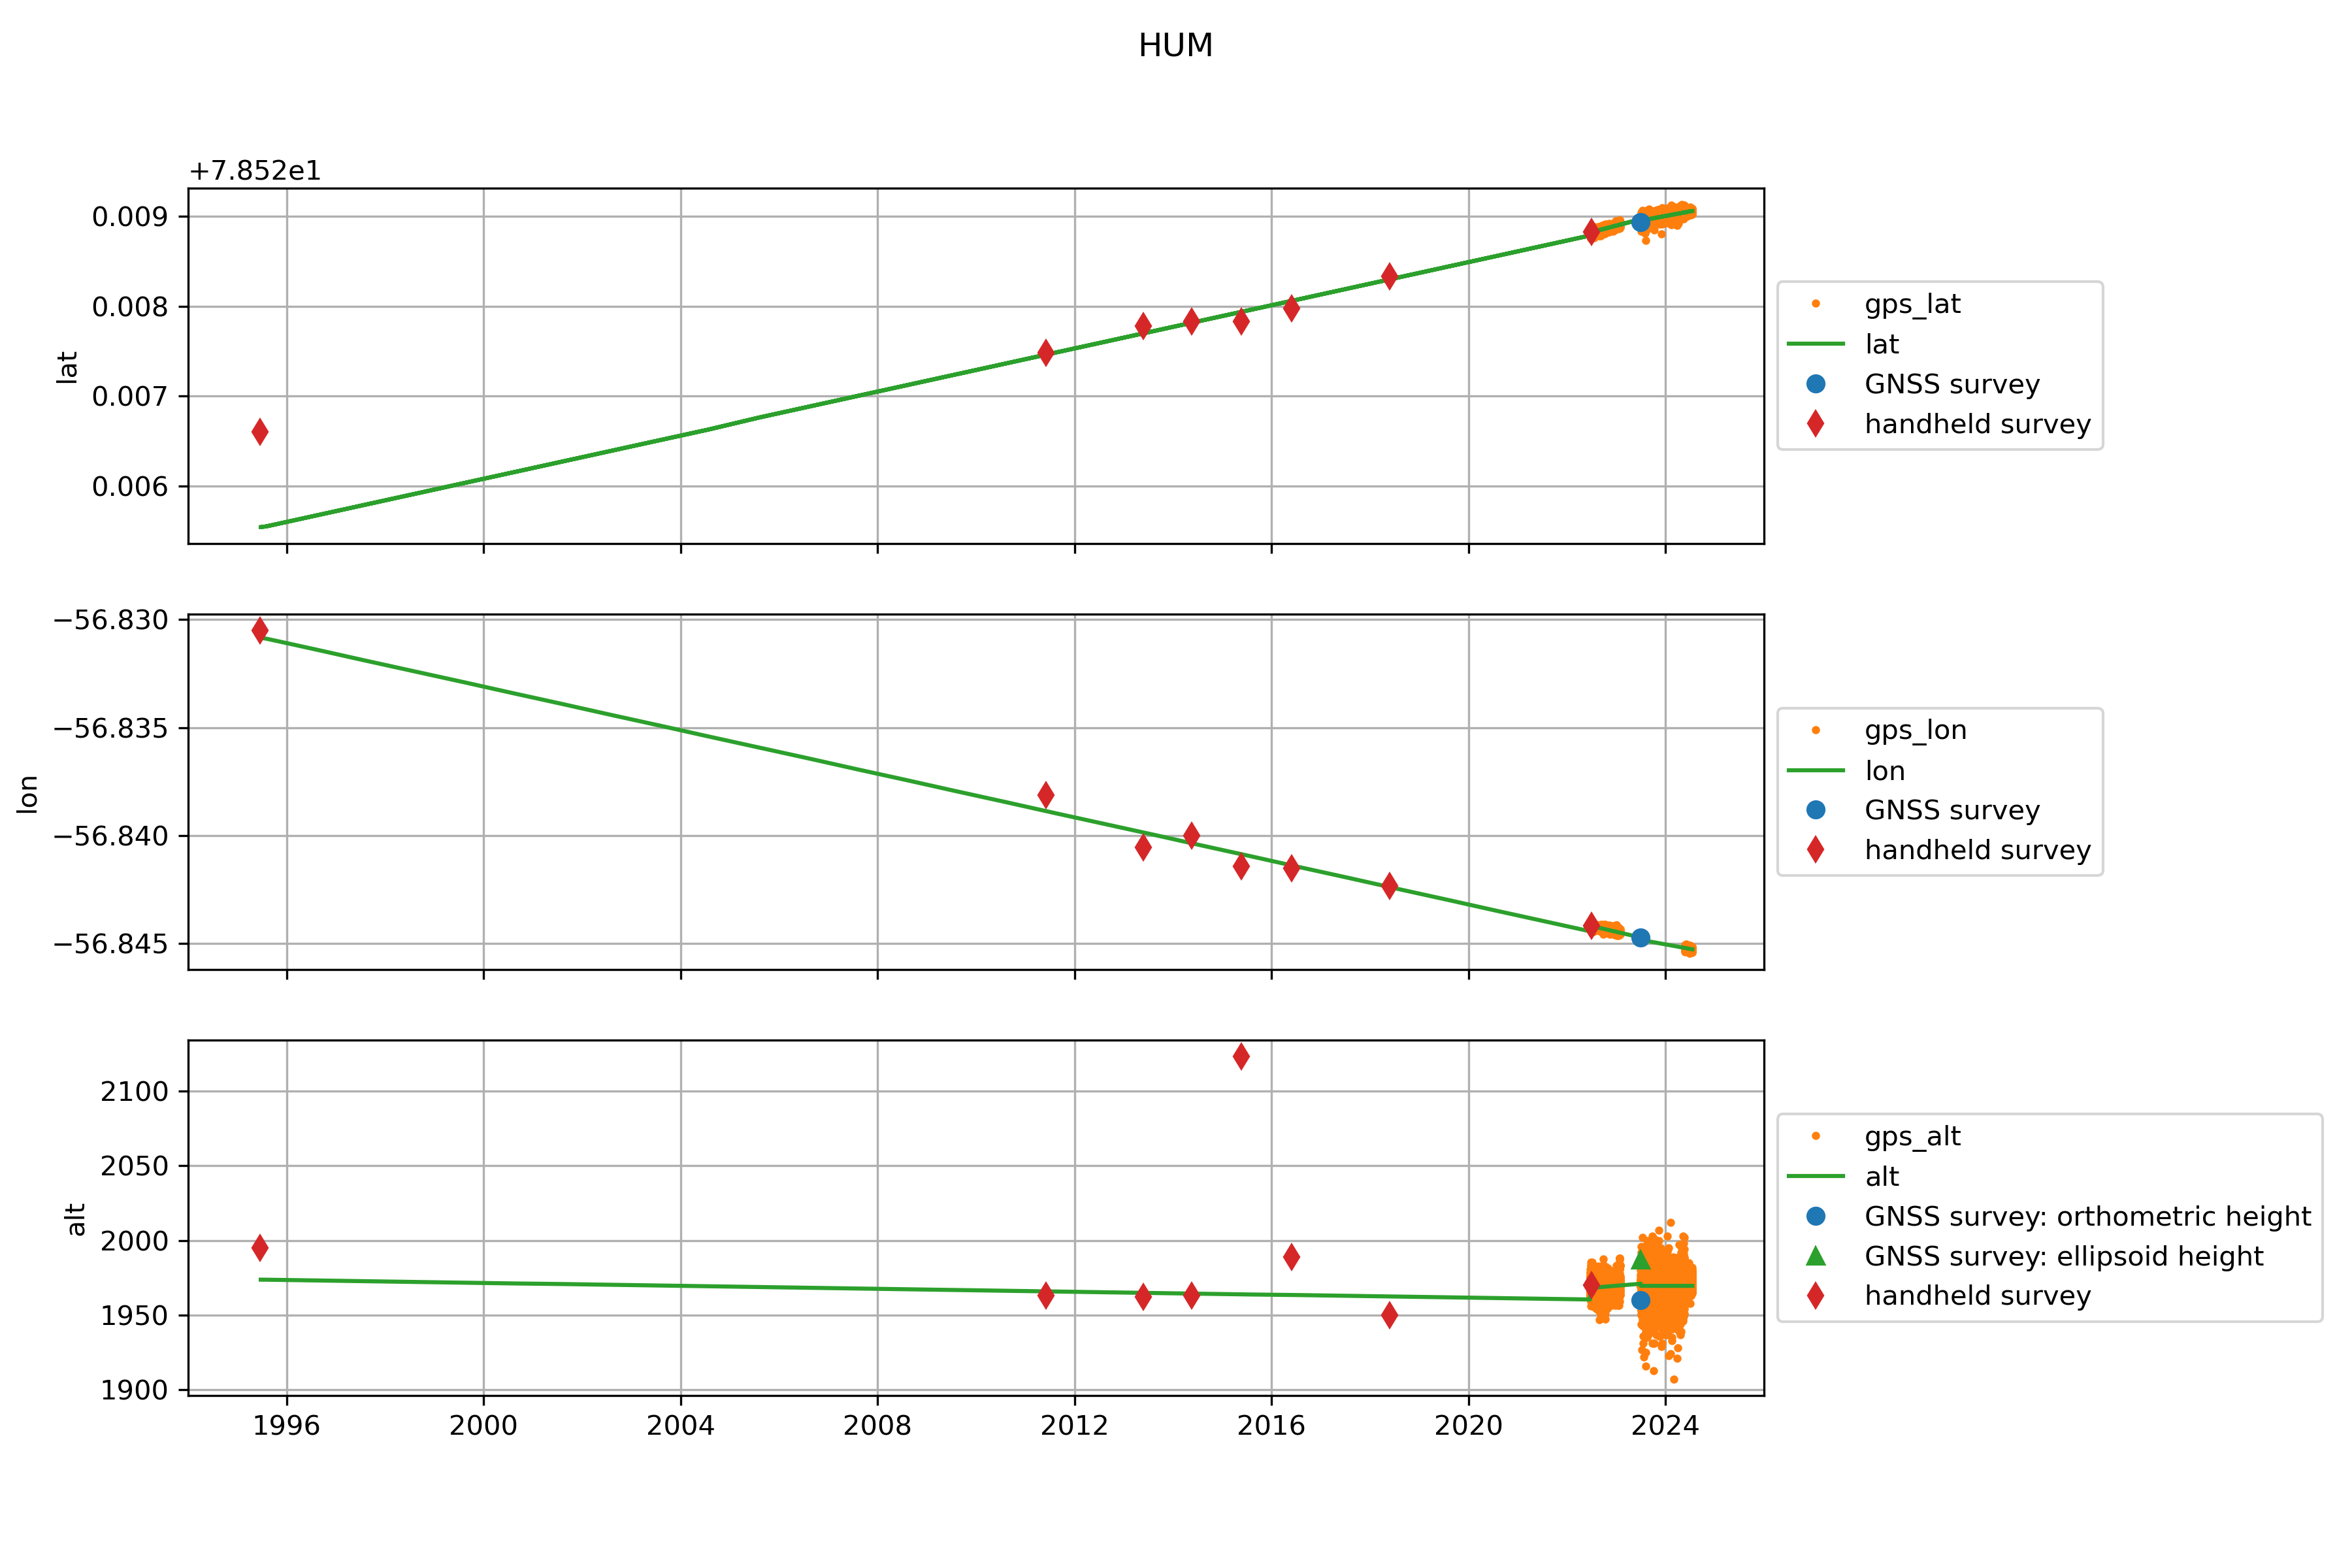 HUM
+7.852e1
0.009
0.008
0.007
0.006
lat
gps_lat
lat
GNSS survey
handheld survey
−56.830
−56.835
−56.840
−56.845
lon
gps_lon
lon
GNSS survey
handheld survey
2100
2050
2000
1950
1900
alt
gps_alt
alt
GNSS survey: orthometric height
GNSS survey: ellipsoid height
handheld survey
1996 2000 2004 2008 2012 2016 2020 2024